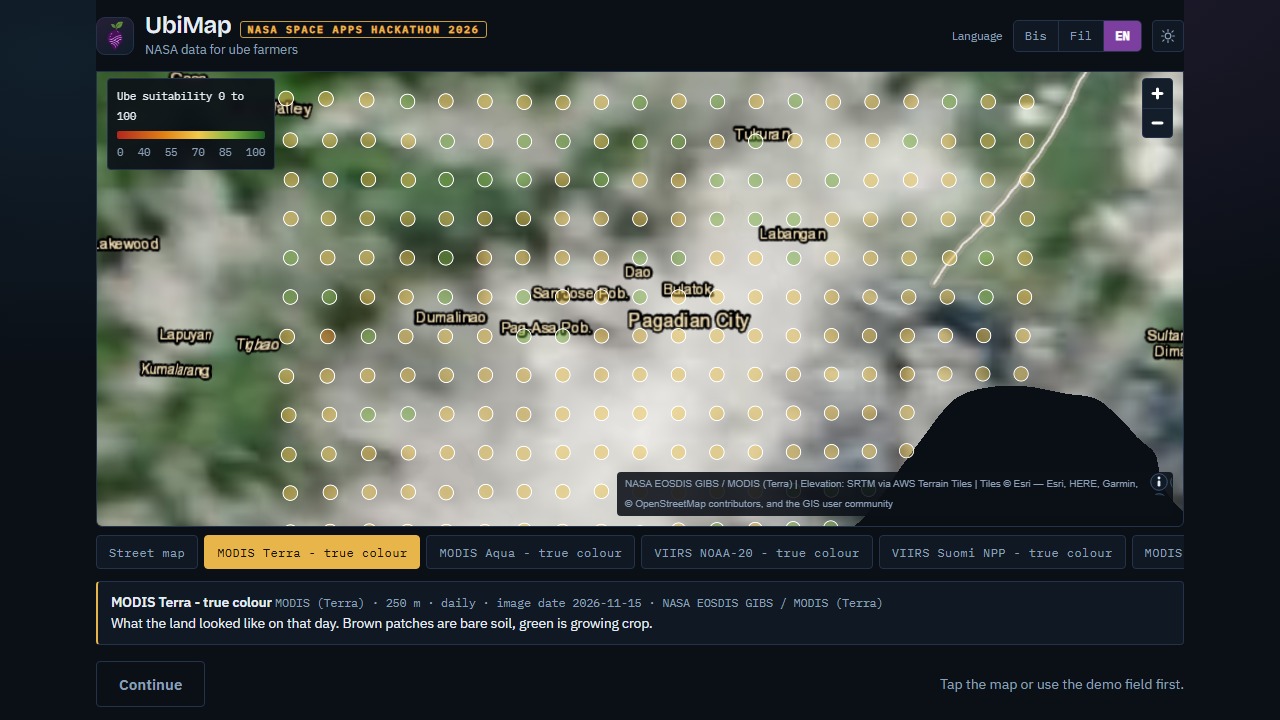 UbiMap
NASA SPACE APPS HACKATHON 2026
NASA data for ube farmers
Language
Bis
Fil
EN
Ube suitability 0 to
100
0 40 55 70 85 100
Tukuran
akewood
Labangan
Dao
San Jose Pob.
Bulatok
Dumalinao
Pag-Asa Pob.
Pagadian City
Lapuyan
Tigbao
Kumalarang
Sultan
Dima
+
−
NASA EOSDIS GIBS / MODIS (Terra) | Elevation: SRTM via AWS Terrain Tiles | Tiles © Esri — Esri, HERE, Garmin,
© OpenStreetMap contributors, and the GIS user community
Street map
MODIS Terra - true colour
MODIS Aqua - true colour
VIIRS NOAA-20 - true colour
VIIRS Suomi NPP - true colour
MODIS
MODIS Terra - true colour MODIS (Terra) · 250 m · daily · image date 2026-11-15 · NASA EOSDIS GIBS / MODIS (Terra)
What the land looked like on that day. Brown patches are bare soil, green is growing crop.
Continue
Tap the map or use the demo field first.